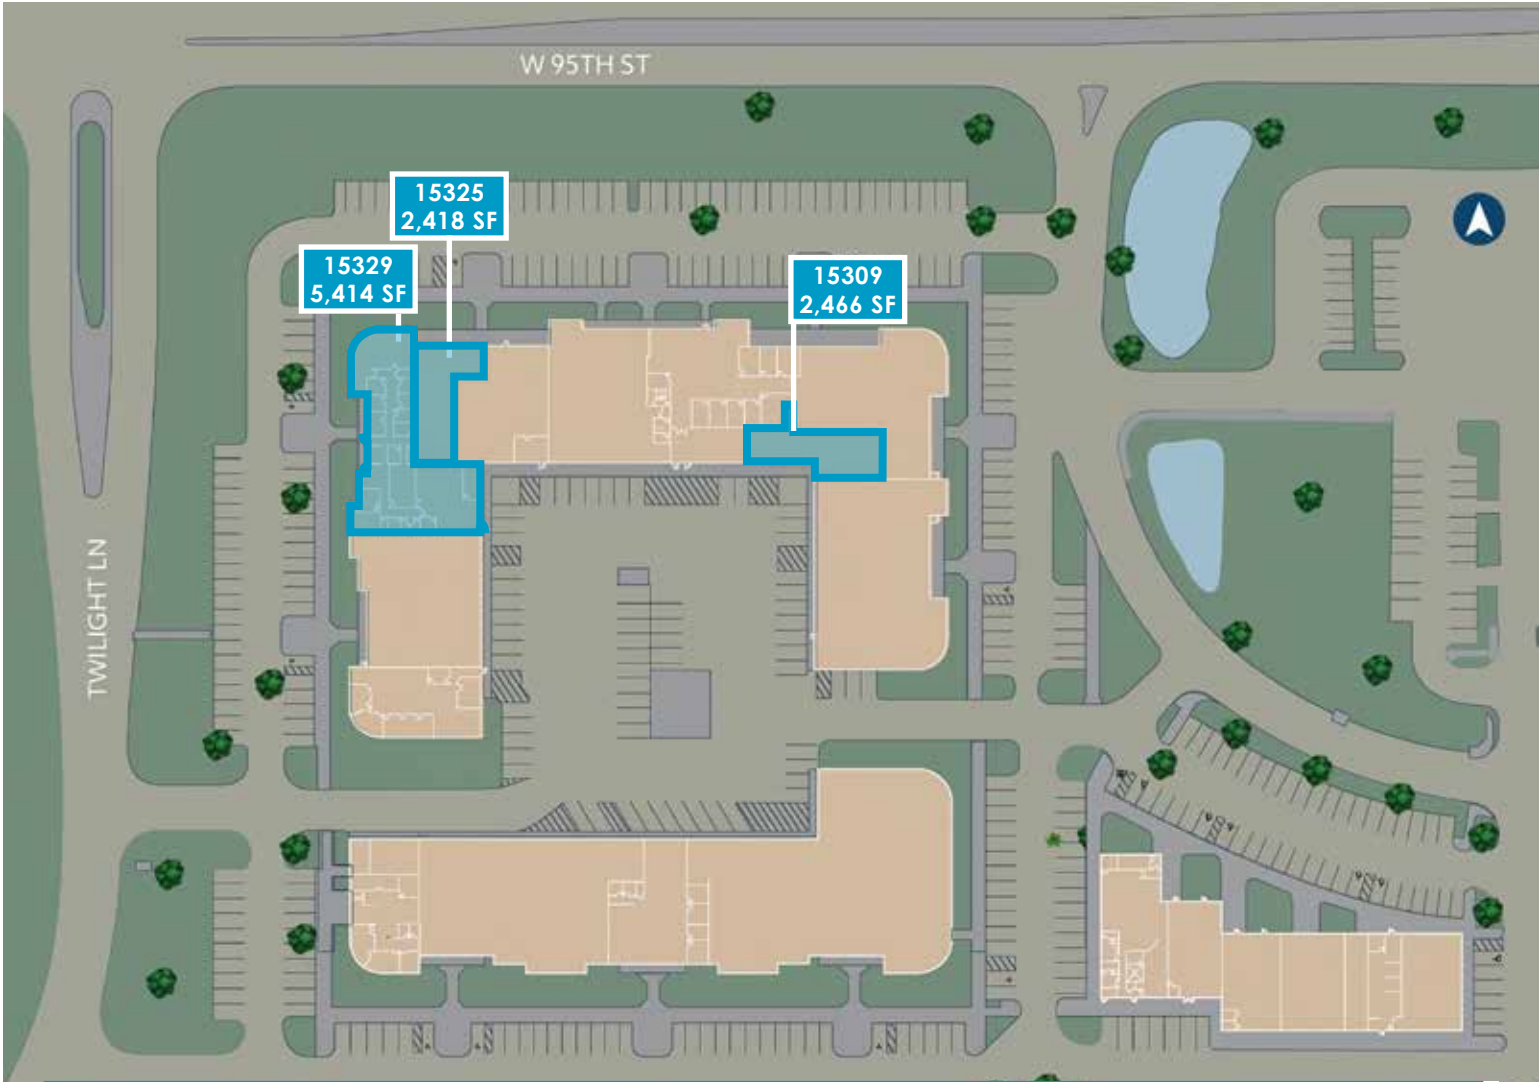 W 95TH ST
15325
2,418 SF
15329
5,414 SF
15309
2,466 SF
TWILIGHT LN